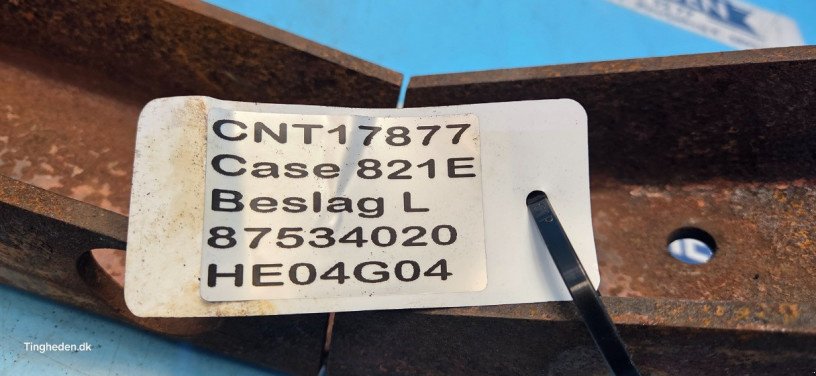 CNT17877
Case 821E
Beslag L
87534020
HE04G04
Tingheden.dk